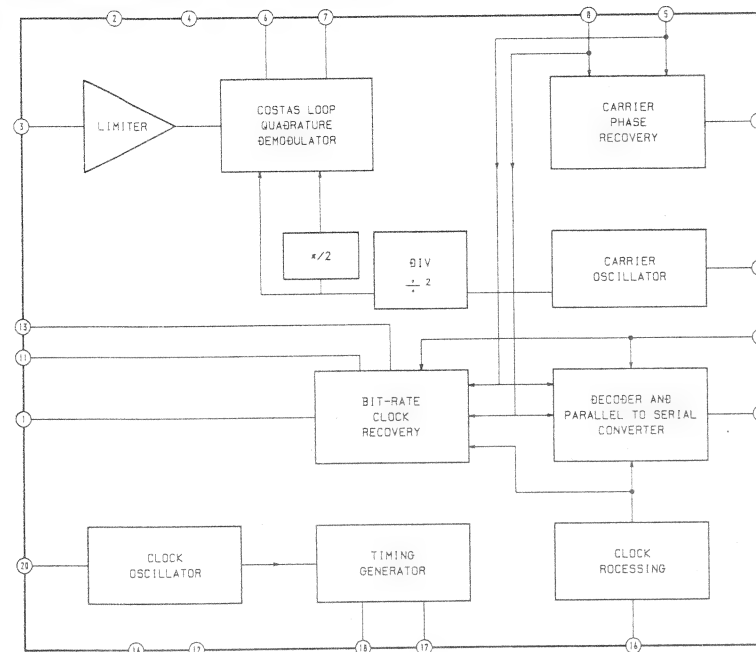 2 4 6 7 8 5
3
LIMITER
COSTAS LOOP
QUADRATURE
DEMODULATOR
CARRIER
PHASE
RECOVERY
π/2
DIV
÷ 2
CARRIER
OSCILLATOR
13
11
1
BIT-RATE
CLOCK
RECOVERY
DECODER AND
PARALLEL TO SERIAL
CONVERTER
20
CLOCK
OSCILLATOR
TIMING
GENERATOR
CLOCK
ROCESSING
18 17 16